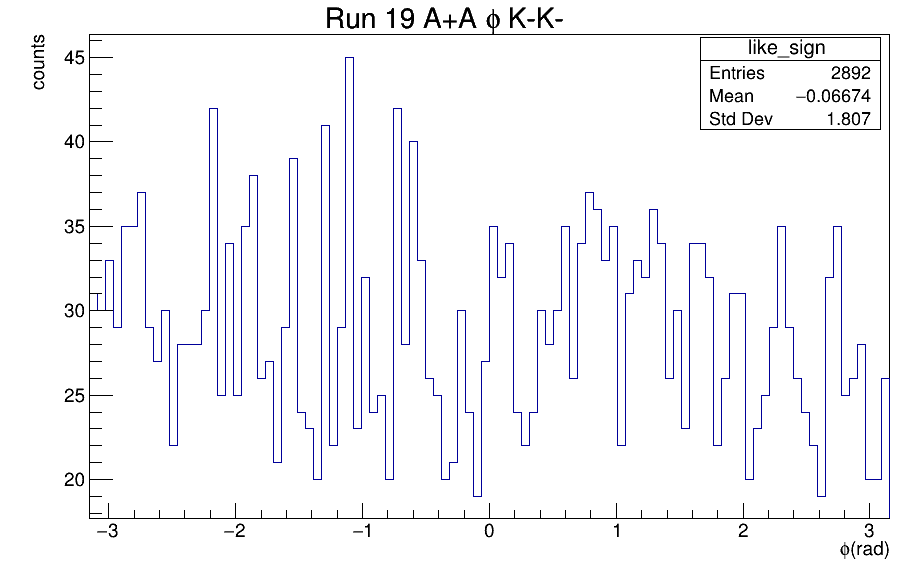 Run 19 A+A ϕ K-K-
counts
like_sign
Entries 2892
Mean −0.06674
Std Dev 1.807
45
40
35
30
25
20
−3 −2 −1 0 1 2 3
ϕ(rad)